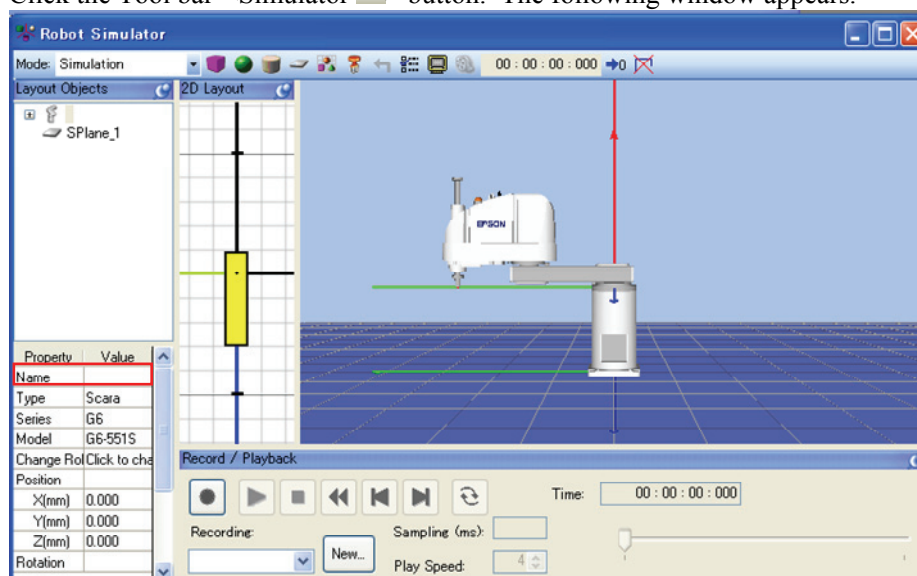 Click the Tool bar - Simulator - button. The following window appears.
Robot Simulator
Mode: Simulation
00 : 00 : 00 : 000
Layout Objects
2D Layout
SPlane_1
EPSON
Property Value
Name
Type Scara
Series G6
Model G6-551S
Change Rol Click to cha
Position
X(mm) 0.000
Y(mm) 0.000
Z(mm) 0.000
Rotation
Record / Playback
Time: 00 : 00 : 00 : 000
Recording:
Sampling (ms):
New...
Play Speed: 4